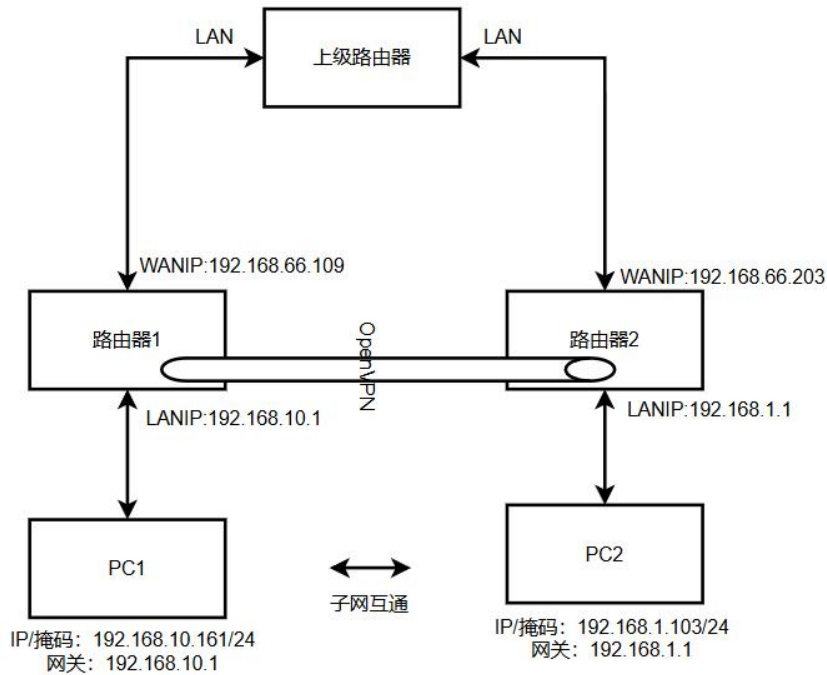 LAN
上级路由器
LAN
WANIP:192.168.66.109
WANIP:192.168.66.203
路由器1
OpenVPN
路由器2
LANIP:192.168.10.1
LANIP:192.168.1.1
PC1
PC2
子网互通
IP/掩码：192.168.10.161/24
网关：192.168.10.1
IP/掩码：192.168.1.103/24
网关：192.168.1.1